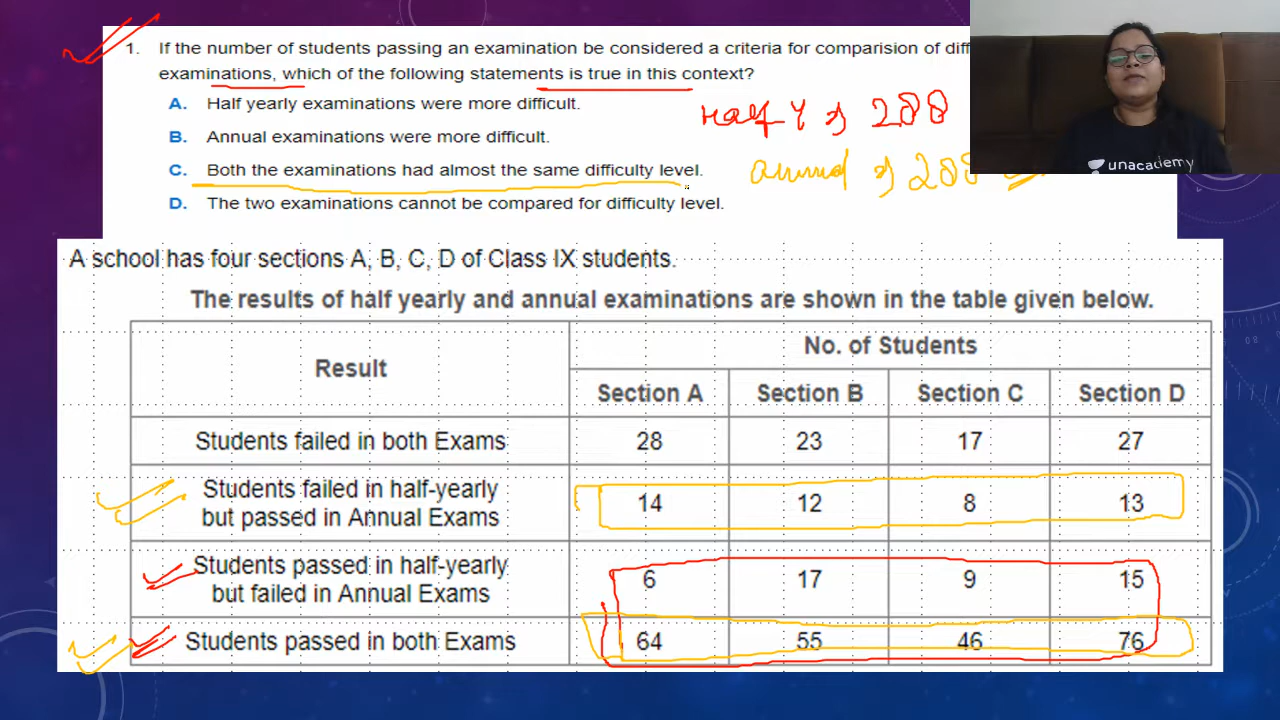 1. If the number of students passing an examination be considered a criteria for comparision of diff
examinations, which of the following statements is true in this context?
A. Half yearly examinations were more difficult.
B. Annual examinations were more difficult.
C. Both the examinations had almost the same difficulty level.
D. The two examinations cannot be compared for difficulty level.
Half Y ⇒ 288
annual ⇒ 288
unacademy
A school has four sections A, B, C, D of Class IX students.
The results of half yearly and annual examinations are shown in the table given below.
Result No. of Students
Section A Section B Section C Section D
Students failed in both Exams 28 23 17 27
Students failed in half-yearly
but passed in Annual Exams 14 12 8 13
Students passed in half-yearly
but failed in Annual Exams 6 17 9 15
Students passed in both Exams 64 55 46 76